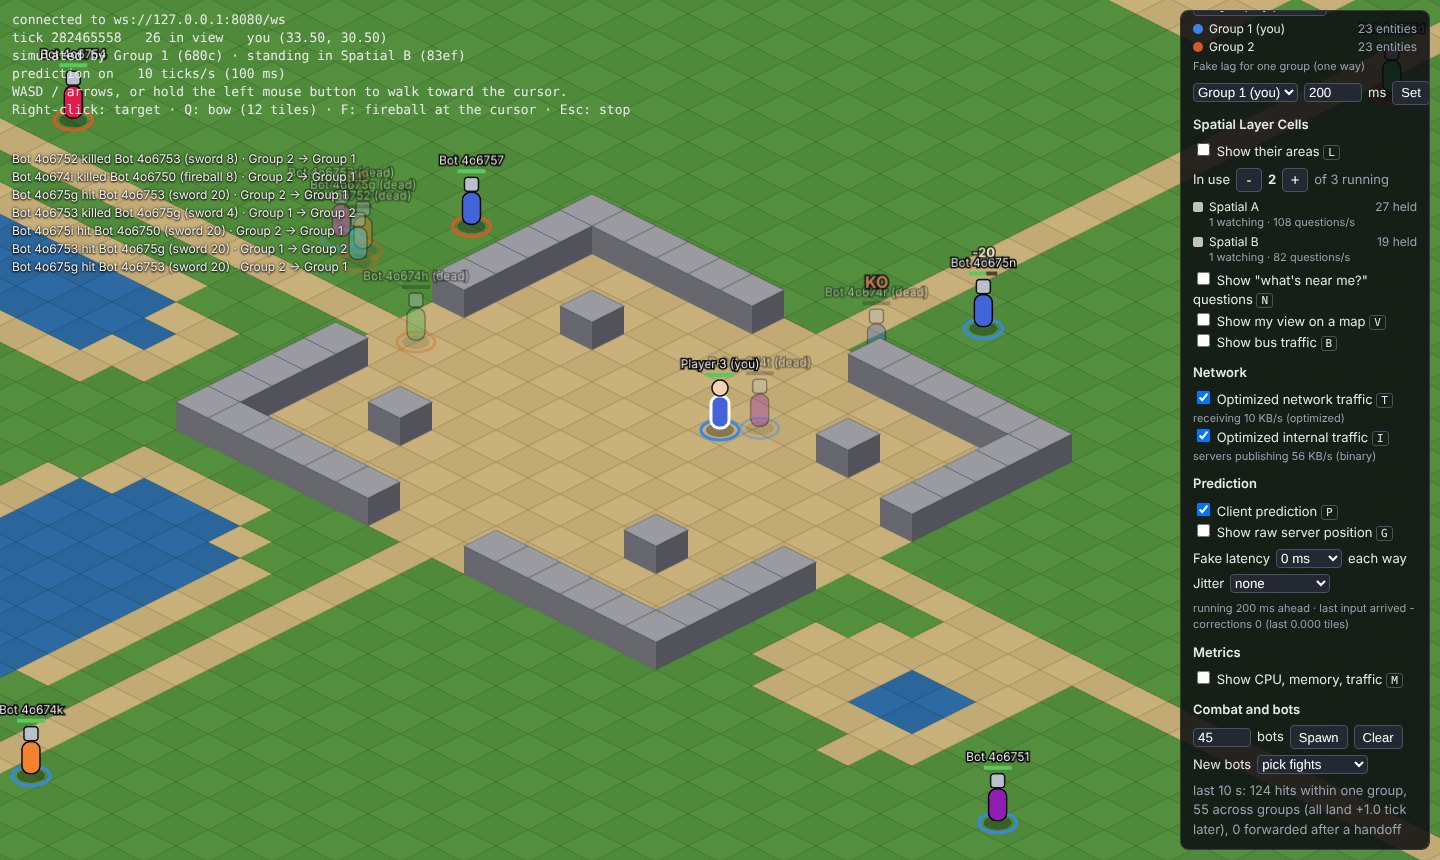 connected to ws://127.0.0.1:8080/ws
tick 282465558   26 in view   you (33.50, 30.50)
simulated by Group 1 (680c) · standing in Spatial B (83ef)
prediction on   10 ticks/s (100 ms)
WASD / arrows, or hold the left mouse button to walk toward the cursor.
Right-click: target · Q: bow (12 tiles) · F: fireball at the cursor · Esc: stop
Bot 4o6752 killed Bot 4o6753 (sword 8) · Group 2 → Group 1
Bot 4o674i killed Bot 4o6750 (fireball 8) · Group 2 → Group 1
Bot 4o675g hit Bot 4o6753 (sword 20) · Group 2 → Group 1
Bot 4o6753 killed Bot 4o675g (sword 4) · Group 1 → Group 2
Bot 4o675l hit Bot 4o6750 (sword 20) · Group 2 → Group 1
Bot 4o6753 hit Bot 4o675g (sword 20) · Group 1 → Group 2
Bot 4o675g hit Bot 4o6753 (sword 20) · Group 2 → Group 1
Bot 4o6757
(dead)
(dead)
(dead)
Bot 4o674h (dead)
KO
Bot 4o674r (dead)
-20
Bot 4o675n
Player 3 (you)
(dead)
Bot 4o674k
Bot 4o6751
Group 1 (you) 23 entities
Group 2 23 entities
Fake lag for one group (one way)
Group 1 (you) 200 ms Set
Spatial Layer Cells
Show their areas L
In use - 2 + of 3 running
Spatial A 27 held
1 watching · 108 questions/s
Spatial B 19 held
1 watching · 82 questions/s
Show "what's near me?"
questions N
Show my view on a map V
Show bus traffic B
Network
Optimized network traffic T
receiving 10 KB/s (optimized)
Optimized internal traffic I
servers publishing 56 KB/s (binary)
Prediction
Client prediction P
Show raw server position G
Fake latency 0 ms each way
Jitter none
running 200 ms ahead · last input arrived -
corrections 0 (last 0.000 tiles)
Metrics
Show CPU, memory, traffic M
Combat and bots
45 bots Spawn Clear
New bots pick fights
last 10 s: 124 hits within one group,
55 across groups (all land +1.0 tick
later), 0 forwarded after a handoff